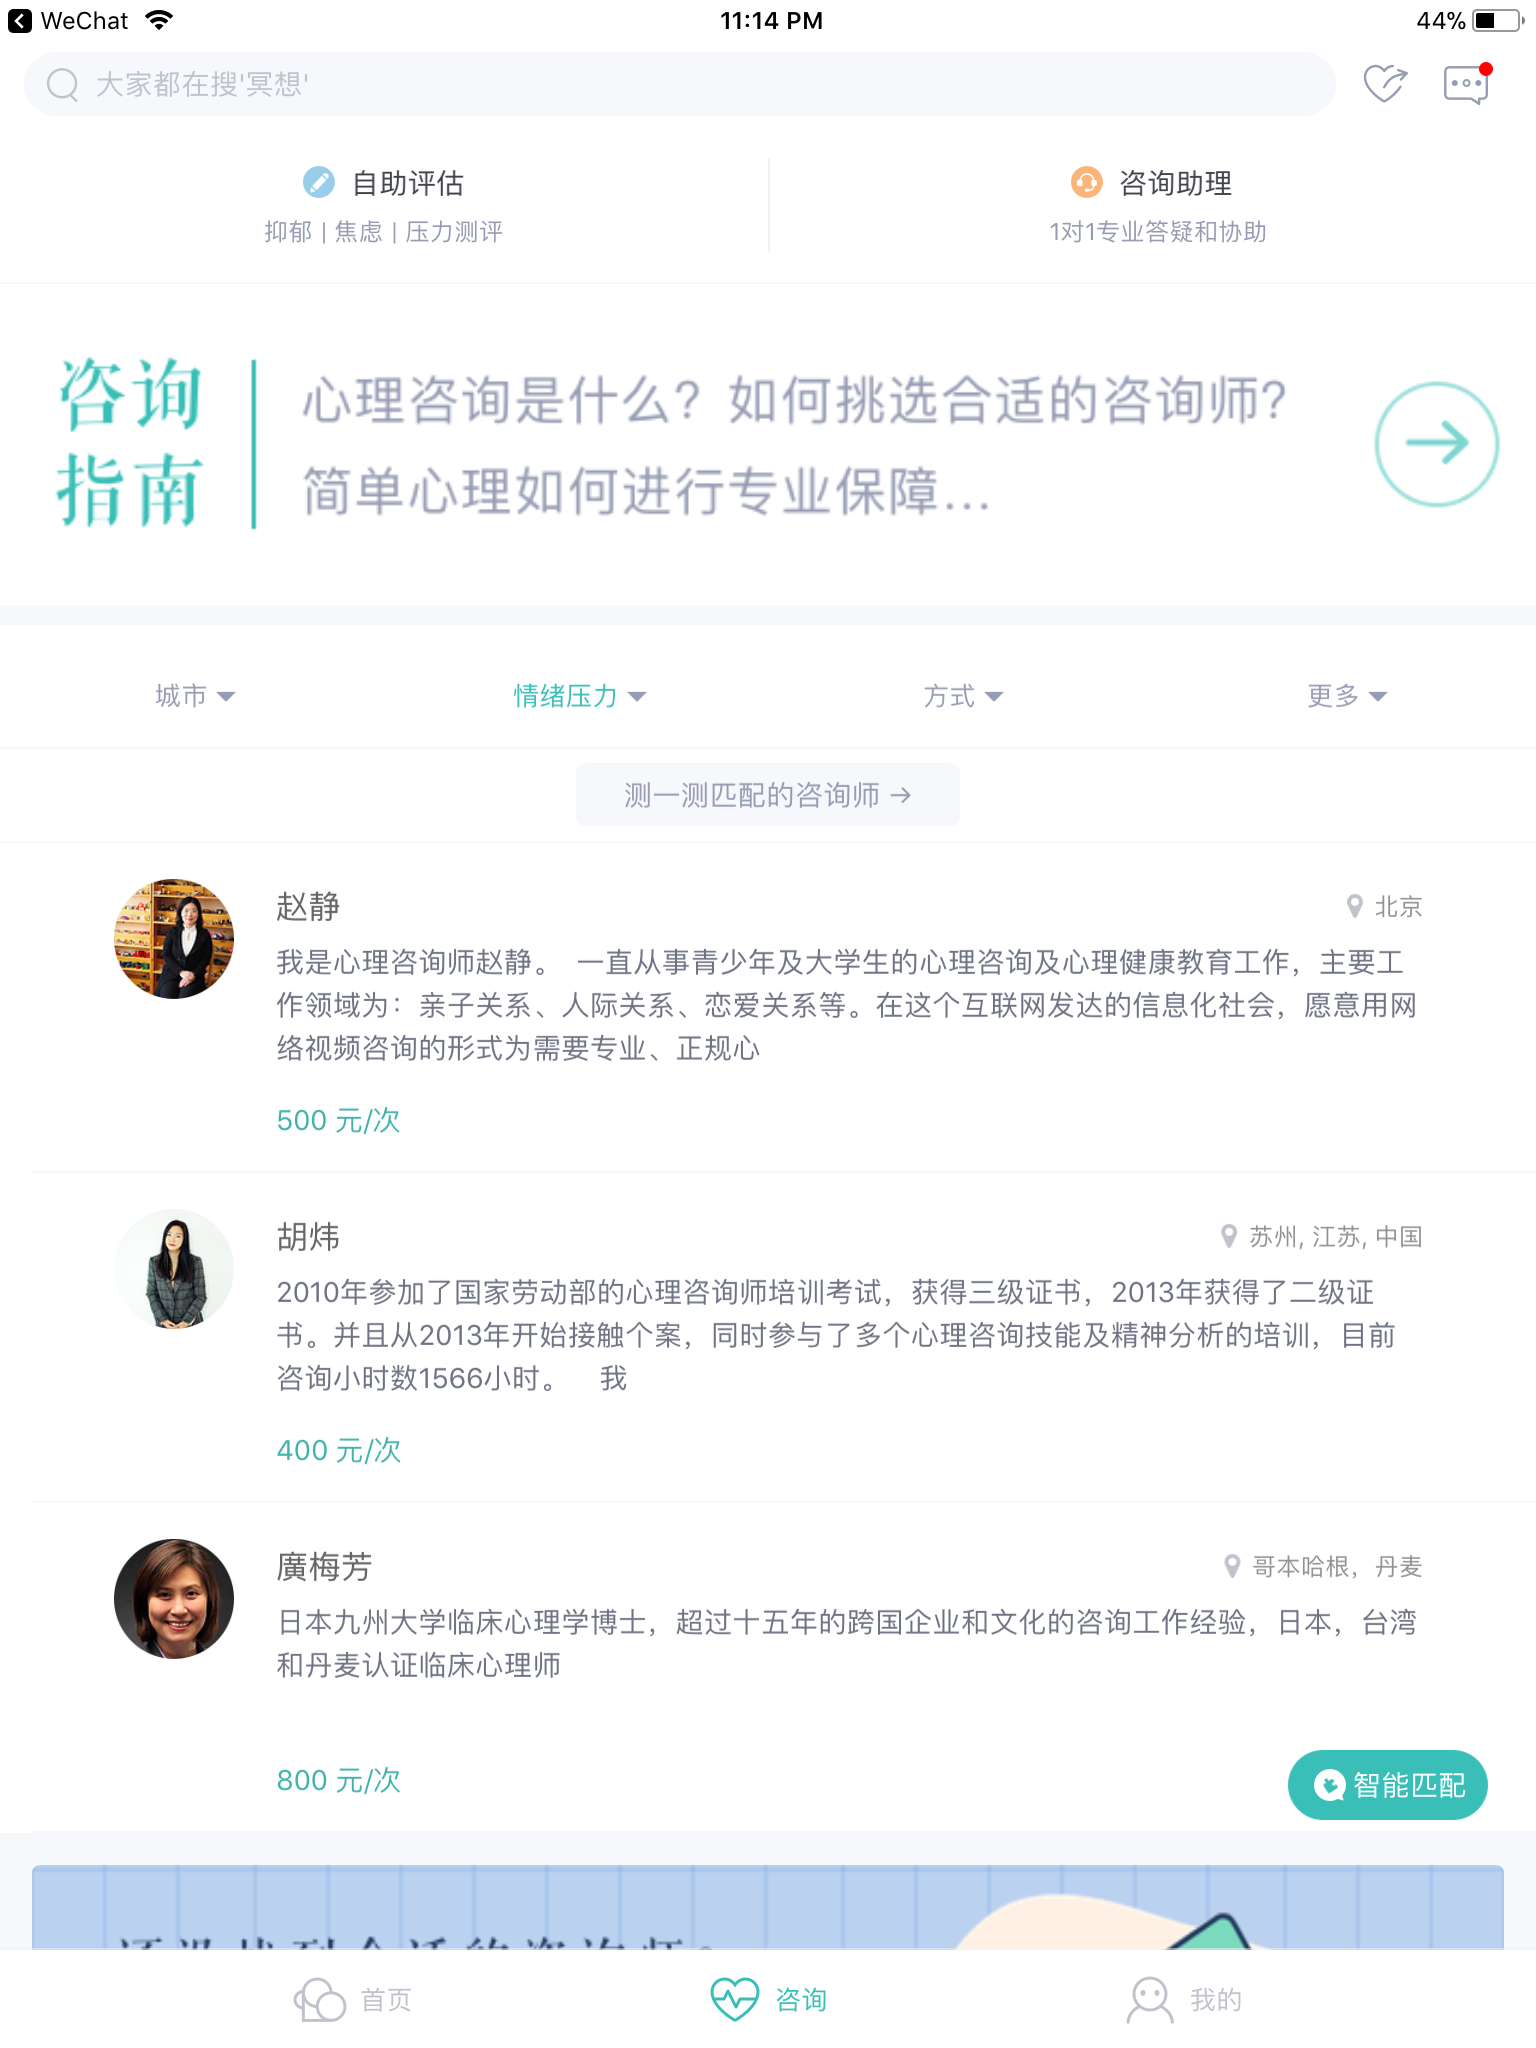 WeChat
11:14 PM
44%
大家都在搜'冥想'
自助评估
抑郁 | 焦虑 | 压力测评
咨询助理
1对1专业答疑和协助
咨询
指南
心理咨询是什么？如何挑选合适的咨询师？
简单心理如何进行专业保障...
城市
情绪压力
方式
更多
测一测匹配的咨询师 →
赵静
北京
我是心理咨询师赵静。 一直从事青少年及大学生的心理咨询及心理健康教育工作，主要工
作领域为：亲子关系、人际关系、恋爱关系等。在这个互联网发达的信息化社会，愿意用网
络视频咨询的形式为需要专业、正规心
500 元/次
胡炜
苏州, 江苏, 中国
2010年参加了国家劳动部的心理咨询师培训考试，获得三级证书，2013年获得了二级证
书。并且从2013年开始接触个案，同时参与了多个心理咨询技能及精神分析的培训，目前
咨询小时数1566小时。 我
400 元/次
廣梅芳
哥本哈根，丹麦
日本九州大学临床心理学博士，超过十五年的跨国企业和文化的咨询工作经验，日本，台湾
和丹麦认证临床心理师
800 元/次
智能匹配
首页
咨询
我的